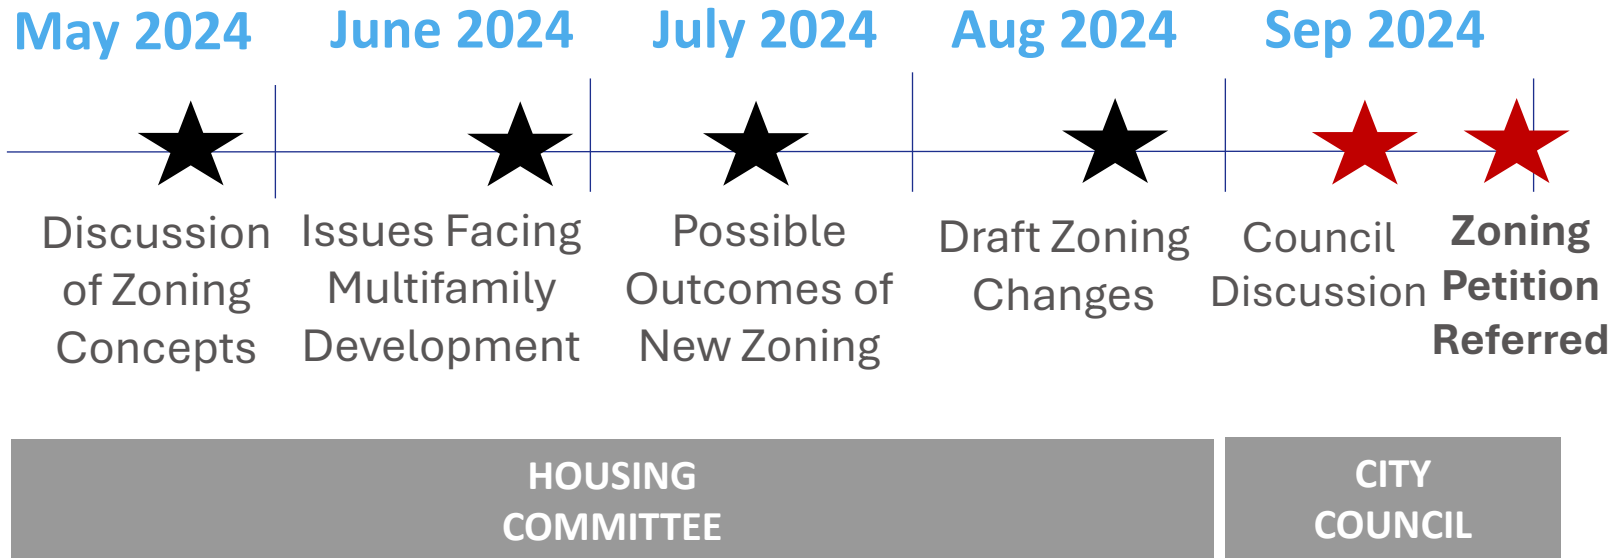 May 2024
June 2024
July 2024
Aug 2024
Sep 2024
Discussion
of Zoning
Concepts
Issues Facing
Multifamily
Development
Possible
Outcomes of
New Zoning
Draft Zoning
Changes
Council
Discussion
Zoning
Petition
Referred
HOUSING
COMMITTEE
CITY
COUNCIL